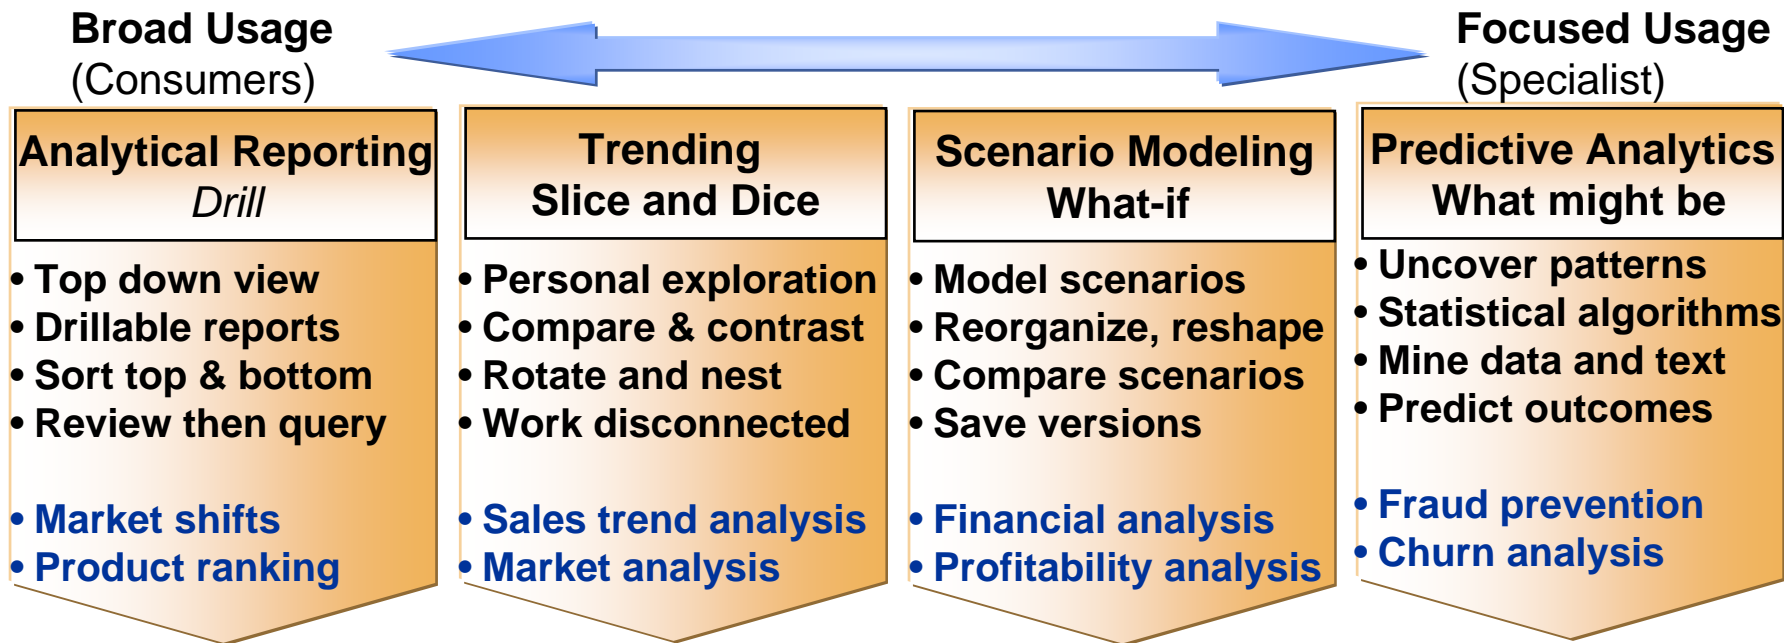 Broad Usage
(Consumers)
Focused Usage
(Specialist)
Analytical Reporting
Drill
• Top down view
• Drillable reports
• Sort top & bottom
• Review then query
• Market shifts
• Product ranking
Trending
Slice and Dice
• Personal exploration
• Compare & contrast
• Rotate and nest
• Work disconnected
• Sales trend analysis
• Market analysis
Scenario Modeling
What-if
• Model scenarios
• Reorganize, reshape
• Compare scenarios
• Save versions
• Financial analysis
• Profitability analysis
Predictive Analytics
What might be
• Uncover patterns
• Statistical algorithms
• Mine data and text
• Predict outcomes
• Fraud prevention
• Churn analysis